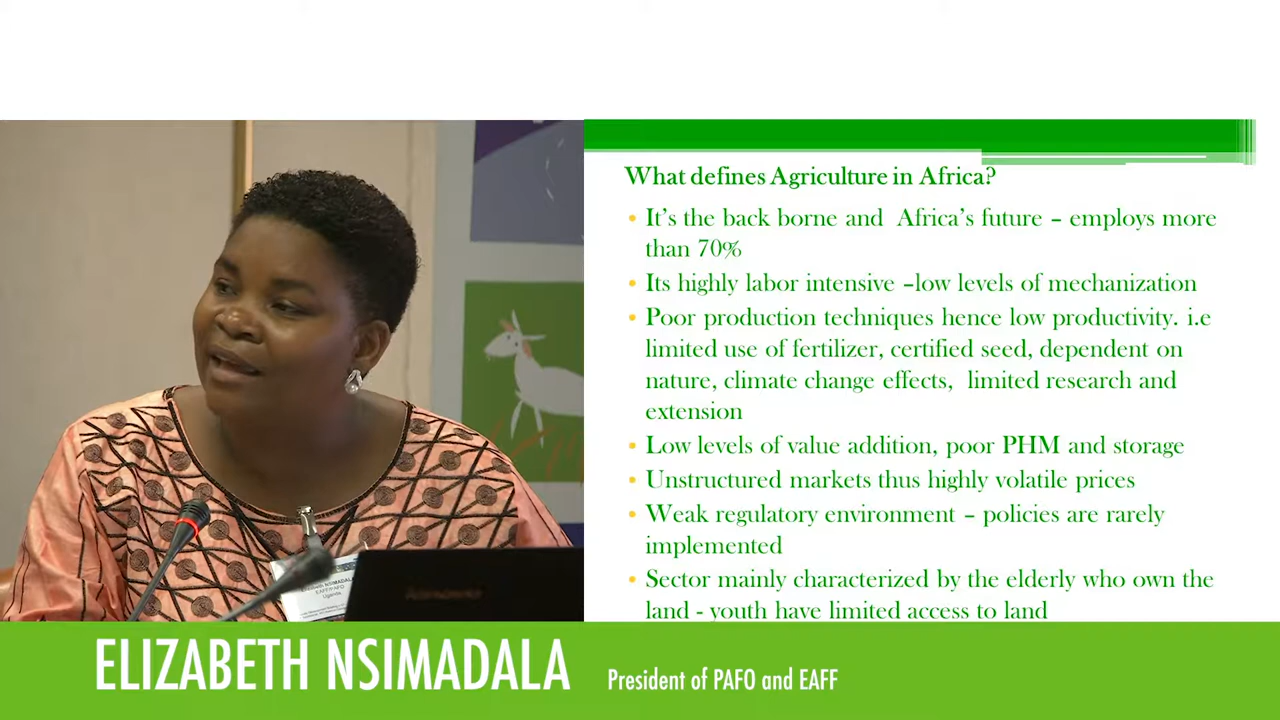 What defines Agriculture in Africa?
• It's the back borne and Africa's future – employs more
than 70%
• Its highly labor intensive –low levels of mechanization
• Poor production techniques hence low productivity. i.e
limited use of fertilizer, certified seed, dependent on
nature, climate change effects, limited research and
extension
• Low levels of value addition, poor PHM and storage
• Unstructured markets thus highly volatile prices
• Weak regulatory environment – policies are rarely
implemented
• Sector mainly characterized by the elderly who own the
land - youth have limited access to land
NSIMADALA
EAFF/PAFO
Uganda
ELIZABETH NSIMADALA
President of PAFO and EAFF